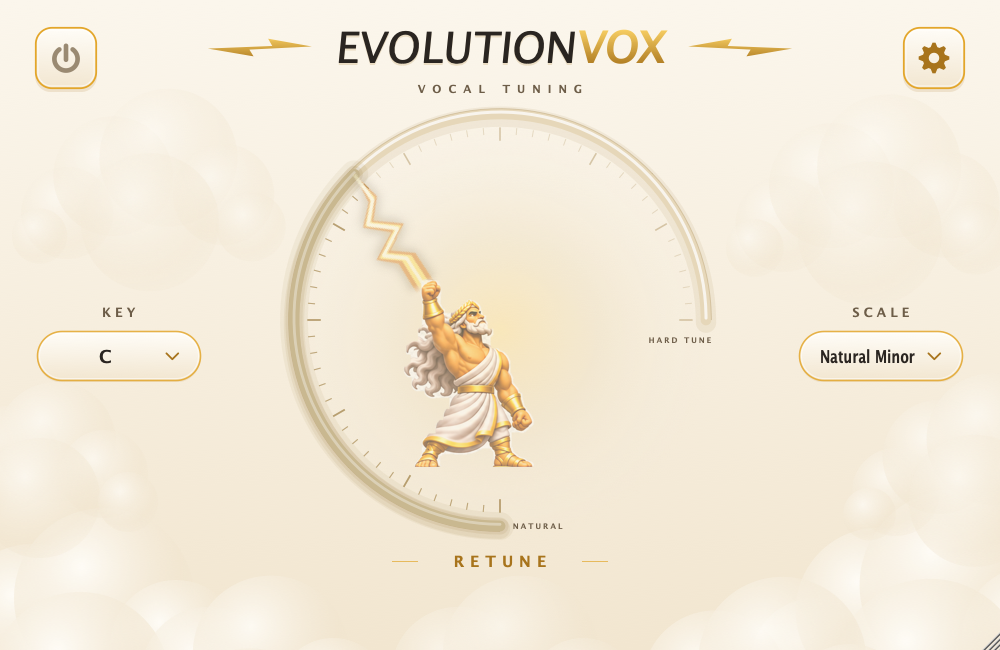 EVOLUTIONVOX
VOCAL TUNING
KEY
C
SCALE
Natural Minor
HARD TUNE
NATURAL
RETUNE